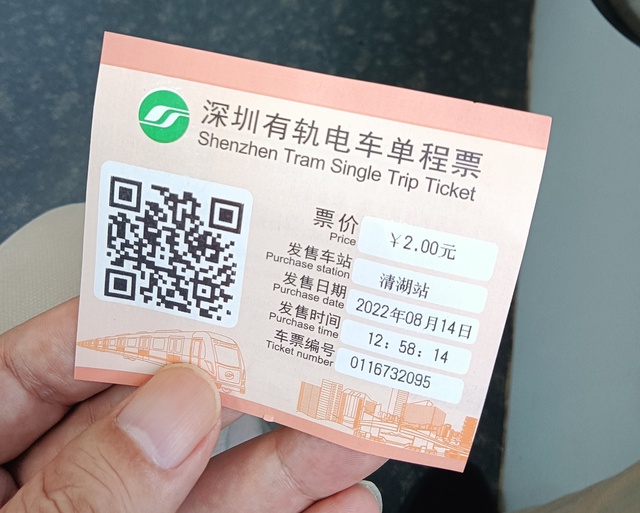 深圳有轨电车单程票
Shenzhen Tram Single Trip Ticket
票价 ¥2.00元
Price
发售车站 清湖站
Purchase station
发售日期 2022年08月14日
Purchase date
发售时间 12:58:14
Purchase time
车票编号 0116732095
Ticket number